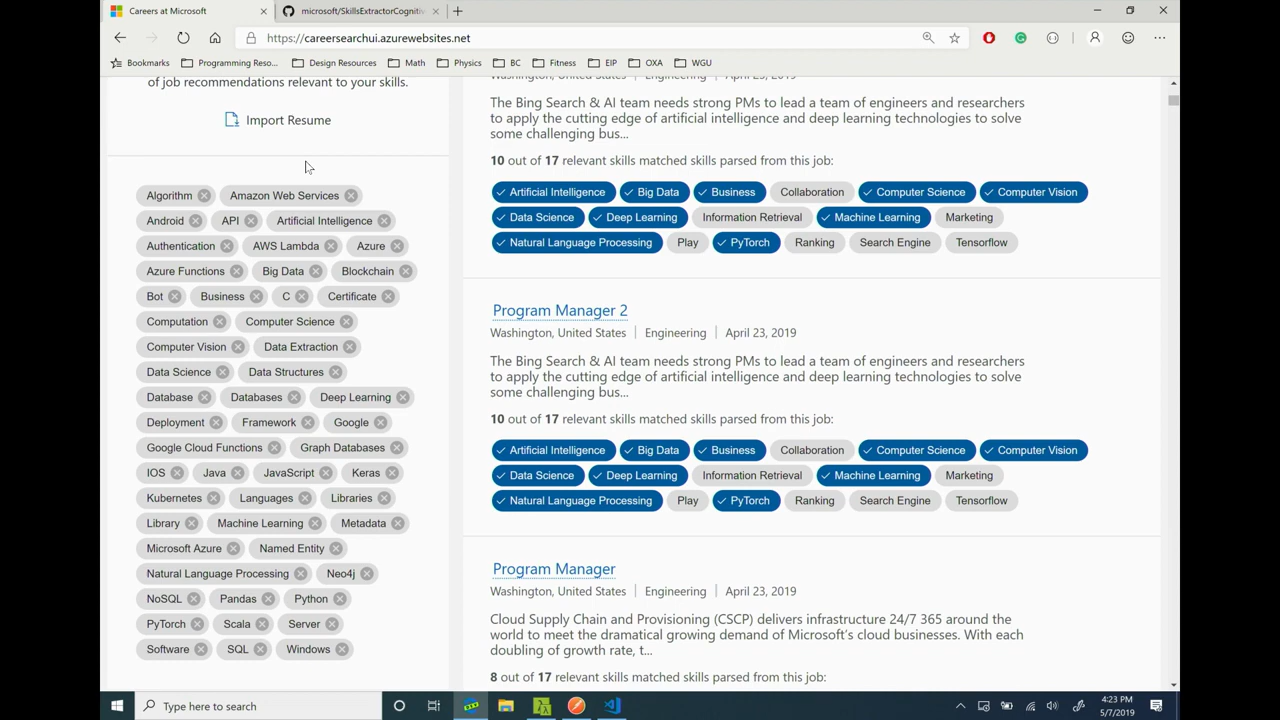 Careers at Microsoft
microsoft/SkillsExtractorCognitiv
https://careersearchui.azurewebsites.net
Bookmarks Programming Reso... Design Resources Math Physics BC Fitness EIP OXA WGU
of job recommendations relevant to your skills.
Import Resume
Algorithm Amazon Web Services
Android API Artificial Intelligence
Authentication AWS Lambda Azure
Azure Functions Big Data Blockchain
Bot Business C Certificate
Computation Computer Science
Computer Vision Data Extraction
Data Science Data Structures
Database Databases Deep Learning
Deployment Framework Google
Google Cloud Functions Graph Databases
IOS Java JavaScript Keras
Kubernetes Languages Libraries
Library Machine Learning Metadata
Microsoft Azure Named Entity
Natural Language Processing Neo4j
NoSQL Pandas Python
PyTorch Scala Server
Software SQL Windows
Washington, United States Engineering April 23, 2019
The Bing Search & AI team needs strong PMs to lead a team of engineers and researchers
to apply the cutting edge of artificial intelligence and deep learning technologies to solve
some challenging bus...
10 out of 17 relevant skills matched skills parsed from this job:
Artificial Intelligence Big Data Business Collaboration Computer Science Computer Vision
Data Science Deep Learning Information Retrieval Machine Learning Marketing
Natural Language Processing Play PyTorch Ranking Search Engine Tensorflow
Program Manager 2
Washington, United States Engineering April 23, 2019
The Bing Search & AI team needs strong PMs to lead a team of engineers and researchers
to apply the cutting edge of artificial intelligence and deep learning technologies to solve
some challenging bus...
10 out of 17 relevant skills matched skills parsed from this job:
Artificial Intelligence Big Data Business Collaboration Computer Science Computer Vision
Data Science Deep Learning Information Retrieval Machine Learning Marketing
Natural Language Processing Play PyTorch Ranking Search Engine Tensorflow
Program Manager
Washington, United States Engineering April 23, 2019
Cloud Supply Chain and Provisioning (CSCP) delivers infrastructure 24/7 365 around the
world to meet the dramatical growing demand of Microsoft's cloud businesses. With each
doubling of growth rate, t...
8 out of 17 relevant skills matched skills parsed from this job:
Type here to search
4:23 PM
5/7/2019